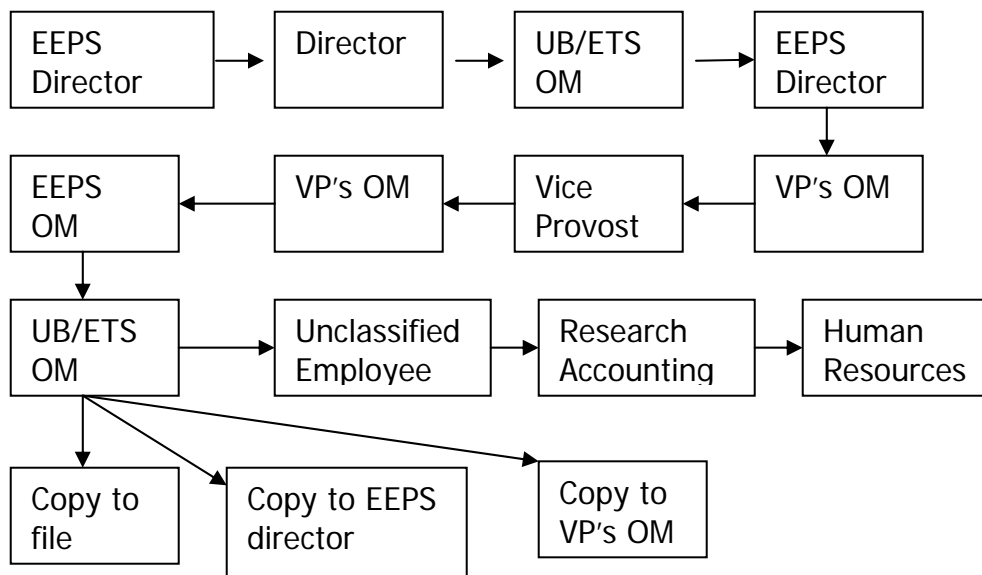 EEPS
Director
Director
UB/ETS
OM
EEPS
Director
EEPS
OM
VP's OM
Vice
Provost
VP's OM
UB/ETS
OM
Unclassified
Employee
Research
Accounting
Human
Resources
Copy to
file
Copy to EEPS
director
Copy to
VP's OM